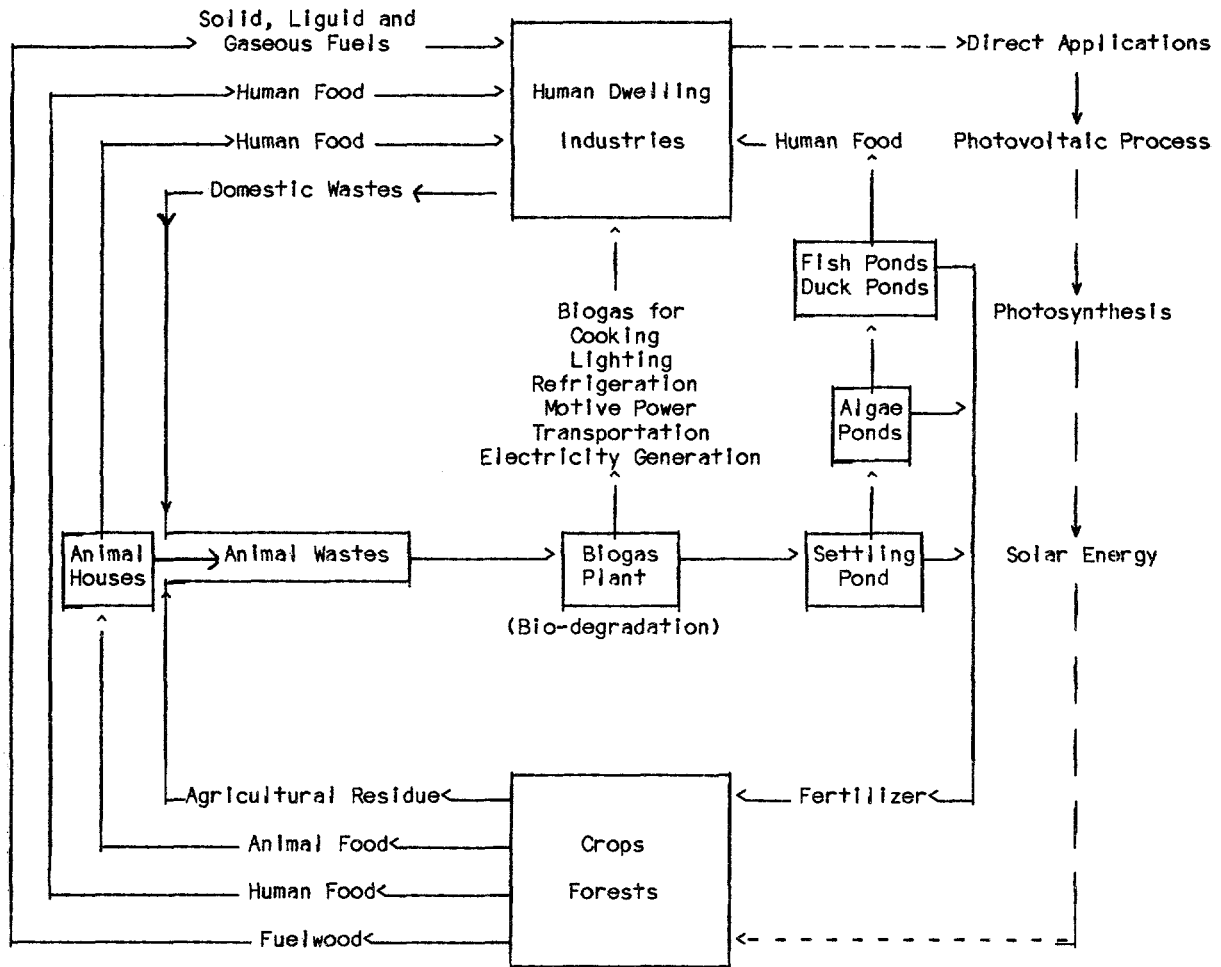 Solid, Liquid and
Gaseous Fuels
Direct Applications
Human Food
Human Dwelling
Human Food
Industries
Human Food
Photovoltaic Process
Domestic Wastes
Fish Ponds
Duck Ponds
Photosynthesis
Biogas for
Cooking
Lighting
Refrigeration
Motive Power
Transportation
Electricity Generation
Algae
Ponds
Animal
Houses
Animal Wastes
Biogas
Plant
(Bio-degradation)
Settling
Pond
Solar Energy
Agricultural Residue
Fertilizer
Animal Food
Crops
Human Food
Forests
Fuelwood